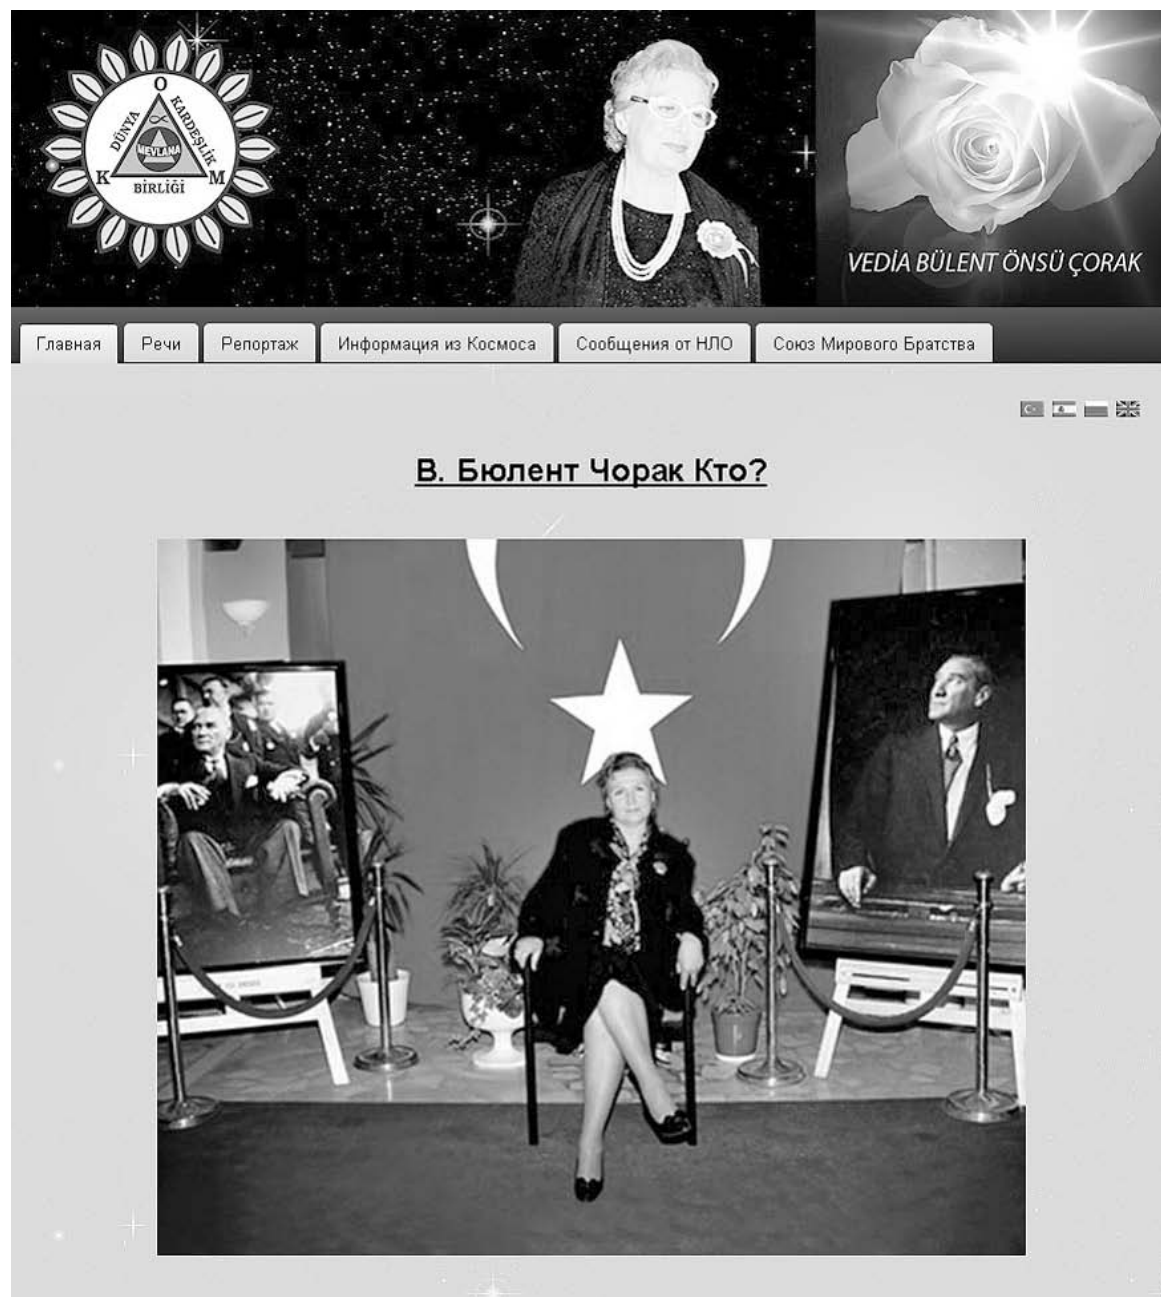 O
DÜNYA
KARDEŞLİK
MEVLANA
K
BİRLİĞİ
M
VEDİA BÜLENT ÖNSÜ ÇORAK
Главная
Речи
Репортаж
Информация из Космоса
Сообщения от НЛО
Союз Мирового Братства
В. Бюлент Чорак Кто?